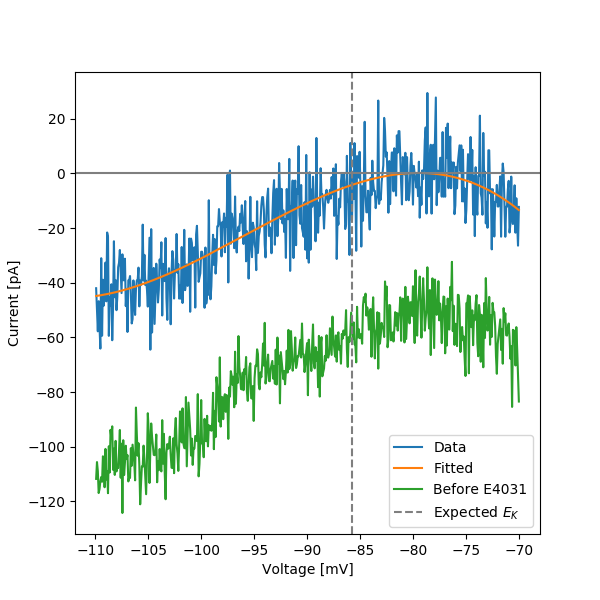 20
0
−20
−40
−60
−80
−100
−120
Current [pA]
Data
Fitted
Before E4031
Expected E_K
−110
−105
−100
−95
−90
−85
−80
−75
−70
Voltage [mV]